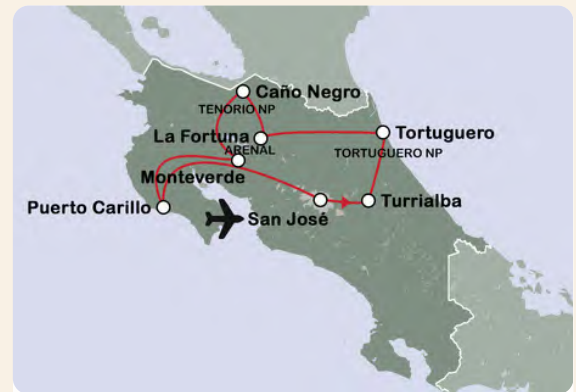 Caño Negro
TENORIO NP
La Fortuna
Tortuguero
ARENAL
TORTUGUERO NP
Monteverde
Puerto Carillo
San José
Turrialba